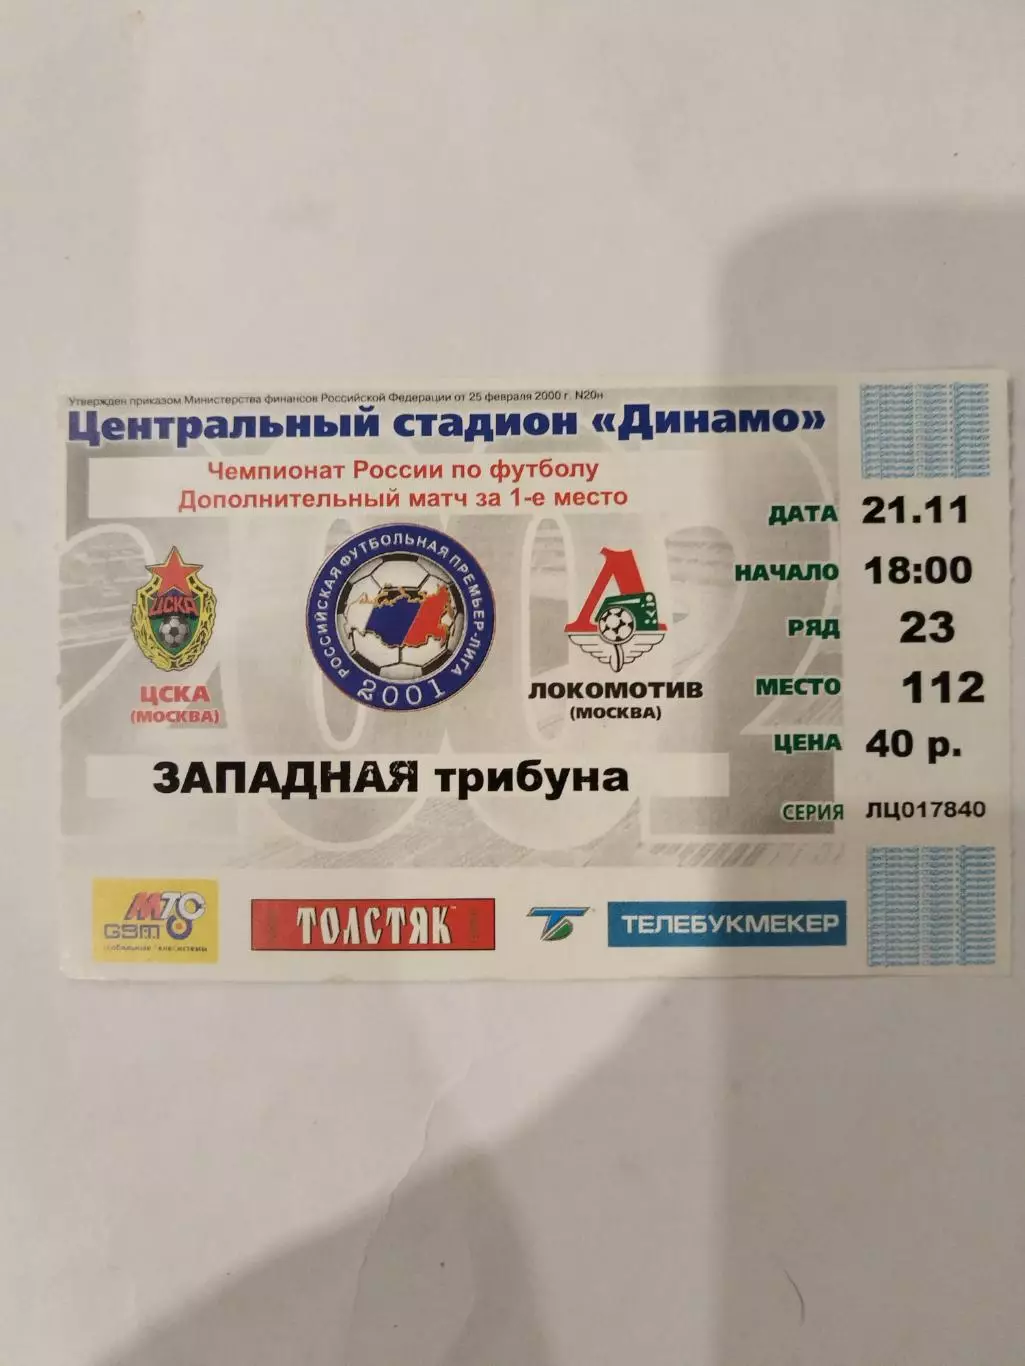 Утвержден приказом Министерства финансов Российской Федерации от 25 февраля 2000 г. N20н
Центральный стадион «Динамо»
Чемпионат России по футболу
Дополнительный матч за 1-е место
ЦСКА
РОССИЙСКАЯ ФУТБОЛЬНАЯ ПРЕМЬЕР-ЛИГА
2001
Л
ЦСКА
(МОСКВА)
ЛОКОМОТИВ
(МОСКВА)
ЗАПАДНАЯ трибуна
ДАТА 21.11
НАЧАЛО 18:00
РЯД 23
МЕСТО 112
ЦЕНА 40 р.
СЕРИЯ ЛЦ017840
МТС
GSM
ТОЛСТЯК
ТЕЛЕБУКМЕКЕР